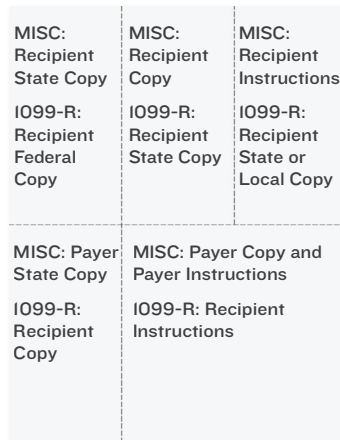 MISC:
Recipient
State Copy
1099-R:
Recipient
Federal
Copy
MISC:
Recipient
Copy
1099-R:
Recipient
State Copy
MISC:
Recipient
Instructions
1099-R:
Recipient
State or
Local Copy
MISC: Payer
State Copy
1099-R:
Recipient
Copy
MISC: Payer Copy and
Payer Instructions
1099-R: Recipient
Instructions